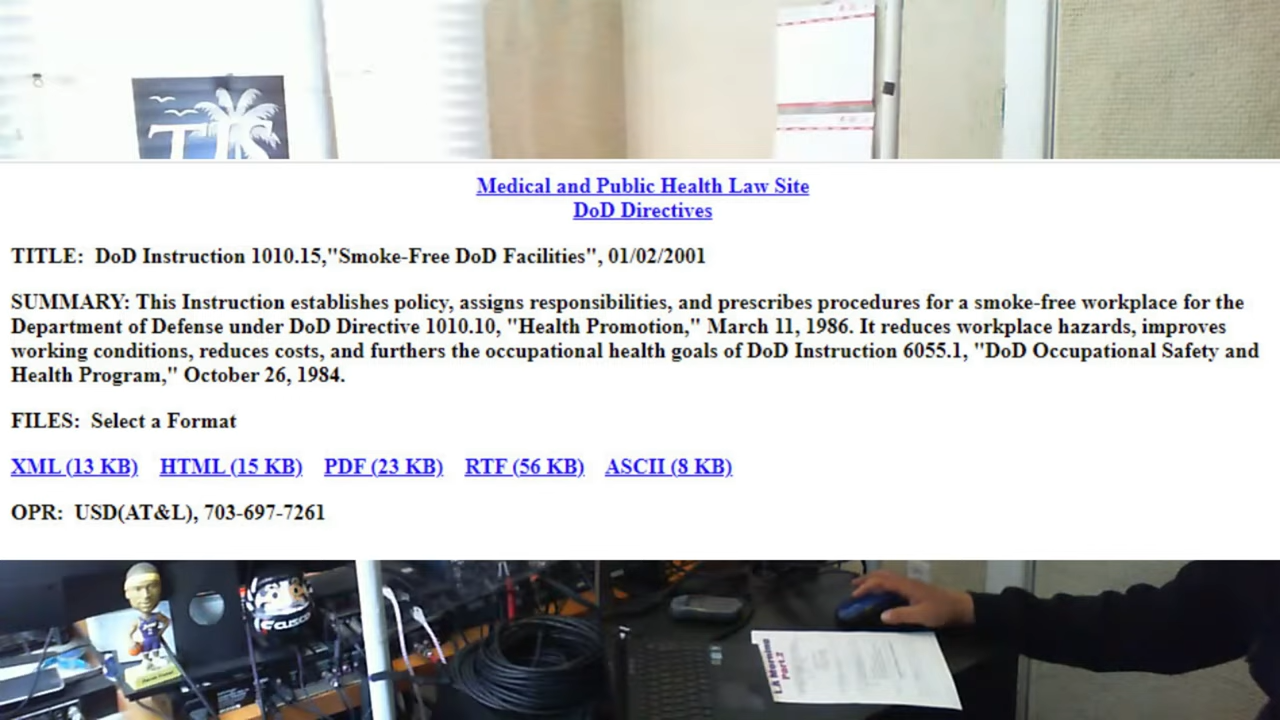 TJS
Medical and Public Health Law Site
DoD Directives
TITLE:  DoD Instruction 1010.15,"Smoke-Free DoD Facilities", 01/02/2001
SUMMARY: This Instruction establishes policy, assigns responsibilities, and prescribes procedures for a smoke-free workplace for the
Department of Defense under DoD Directive 1010.10, "Health Promotion," March 11, 1986. It reduces workplace hazards, improves
working conditions, reduces costs, and furthers the occupational health goals of DoD Instruction 6055.1, "DoD Occupational Safety and
Health Program," October 26, 1984.
FILES:  Select a Format
XML (13 KB)    HTML (15 KB)    PDF (23 KB)    RTF (56 KB)    ASCII (8 KB)
OPR:  USD(AT&L), 703-697-7261
L.A Morning
Part.2